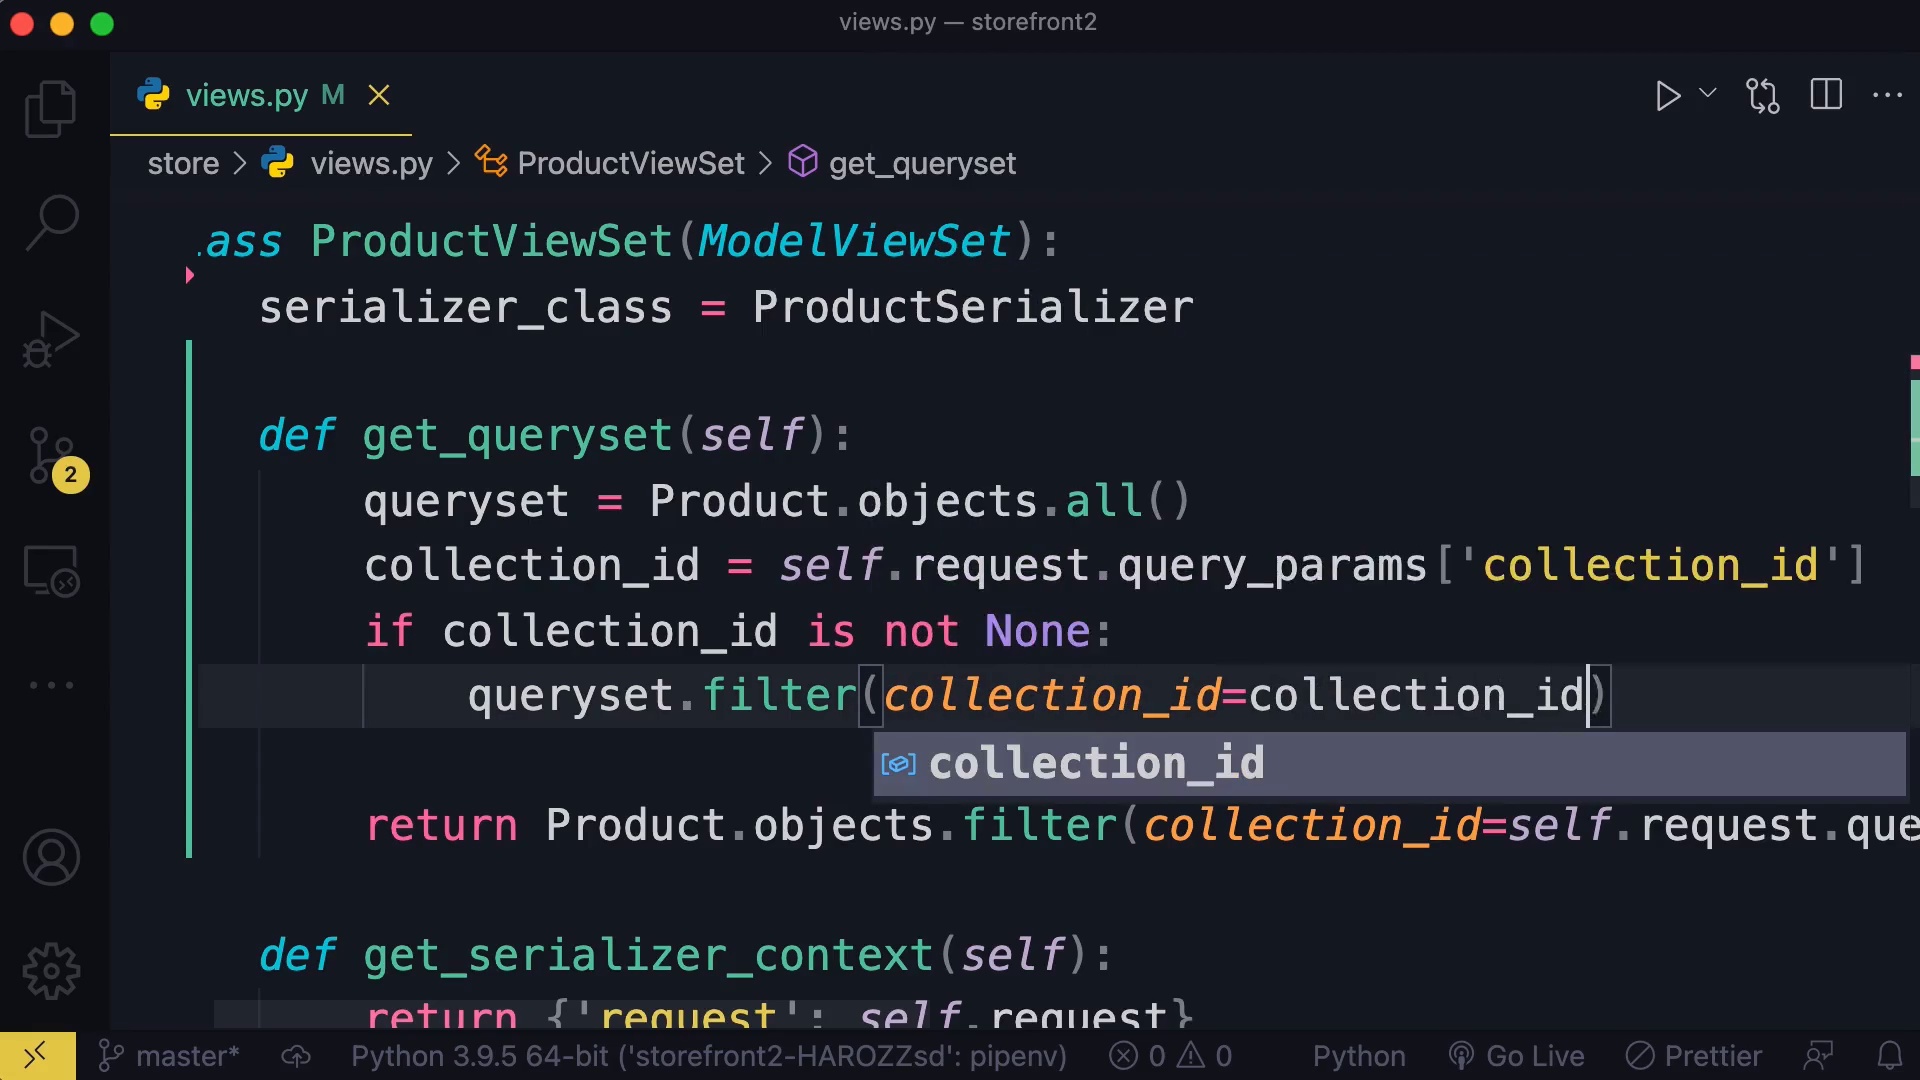 views.py — storefront2
views.py M
store > views.py > ProductViewSet > get_queryset
ass ProductViewSet(ModelViewSet):
serializer_class = ProductSerializer
def get_queryset(self):
queryset = Product.objects.all()
collection_id = self.request.query_params['collection_id']
if collection_id is not None:
queryset.filter(collection_id=collection_id)
collection_id
return Product.objects.filter(collection_id=self.request.que
def get_serializer_context(self):
return {'request': self.request}
2
master* Python 3.9.5 64-bit ('storefront2-HAROZZsd': pipenv) 0 0 Python Go Live Prettier